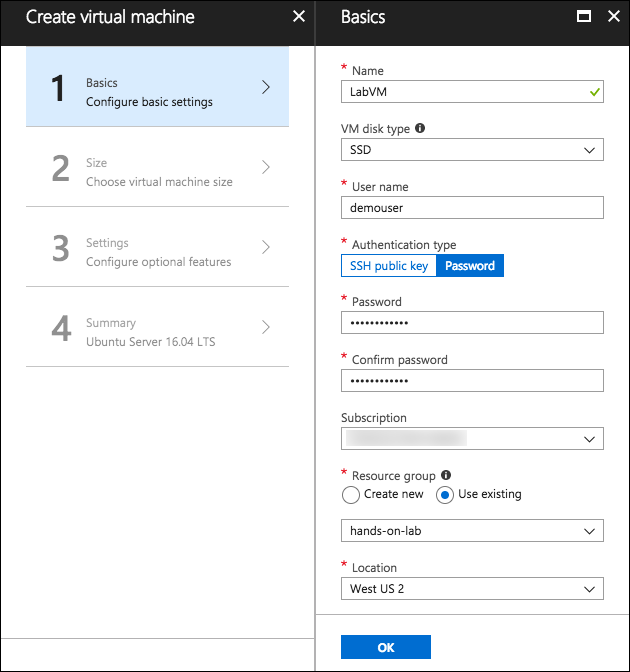 Create virtual machine
1
Basics
Configure basic settings
2
Size
Choose virtual machine size
3
Settings
Configure optional features
4
Summary
Ubuntu Server 16.04 LTS
Basics
* Name
LabVM
VM disk type
SSD
* User name
demouser
* Authentication type
SSH public key Password
* Password
••••••••••••
* Confirm password
••••••••••••
Subscription
* Resource group
Create new Use existing
hands-on-lab
* Location
West US 2
OK